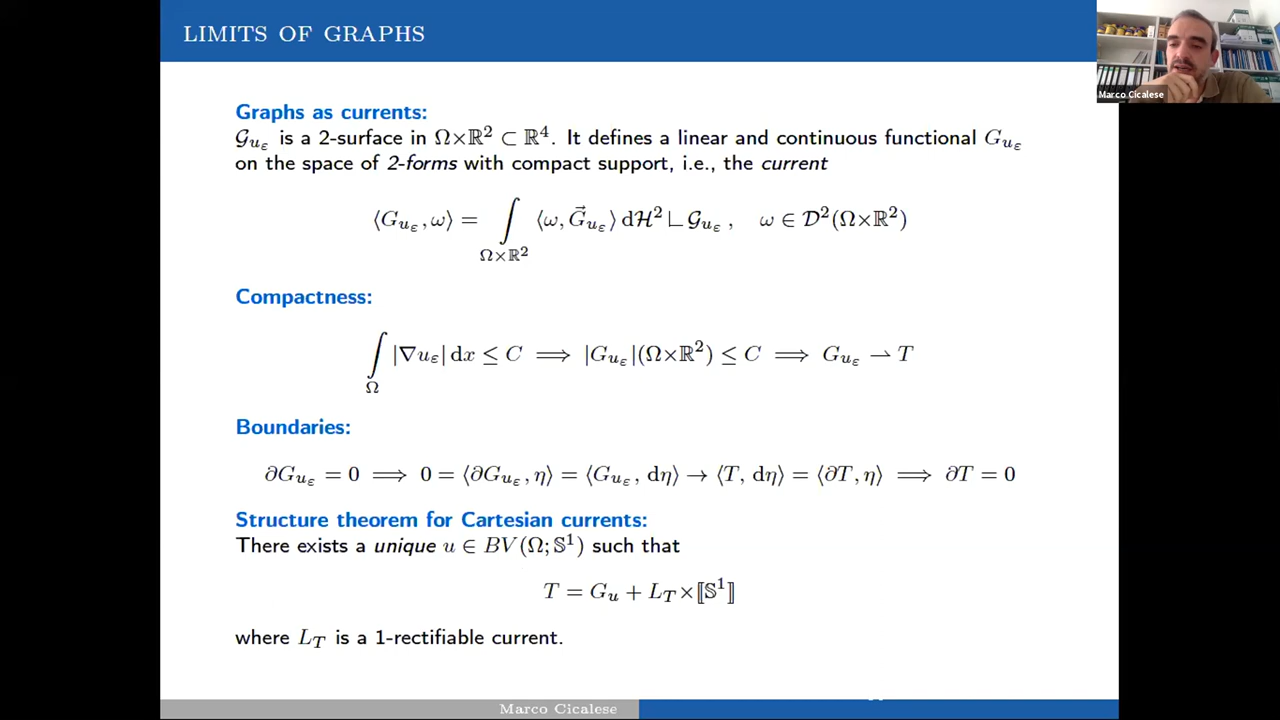 LIMITS OF GRAPHS
Marco Cicalese
Graphs as currents:
𝒢_{u_ε} is a 2-surface in Ω×ℝ² ⊂ ℝ⁴. It defines a linear and continuous functional G_{u_ε}
on the space of 2-forms with compact support, i.e., the current
⟨G_{u_ε}, ω⟩ = ∫_{Ω×ℝ²} ⟨ω, G⃗_{u_ε}⟩ dℋ²∟𝒢_{u_ε} , ω ∈ 𝒟²(Ω×ℝ²)
Compactness:
∫_Ω |∇u_ε| dx ≤ C ⟹ |G_{u_ε}|(Ω×ℝ²) ≤ C ⟹ G_{u_ε} ⇀ T
Boundaries:
∂G_{u_ε} = 0 ⟹ 0 = ⟨∂G_{u_ε}, η⟩ = ⟨G_{u_ε}, dη⟩ → ⟨T, dη⟩ = ⟨∂T, η⟩ ⟹ ∂T = 0
Structure theorem for Cartesian currents:
There exists a unique u ∈ BV(Ω; 𝕊¹) such that
T = G_u + L_T×⟦𝕊¹⟧
where L_T is a 1-rectifiable current.
Marco Cicalese